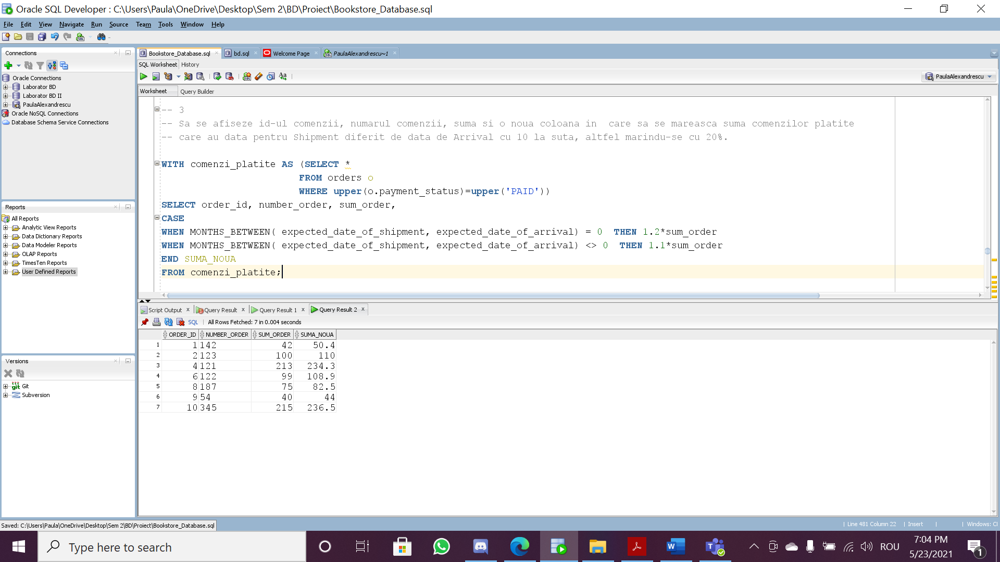 Oracle SQL Developer : C:\Users\Paula\OneDrive\Desktop\Sem 2\BD\Proiect\Bookstore_Database.sql
File Edit View Navigate Run Source Team Tools Window Help
Connections
Oracle Connections
Laborator BD
Laborator BD II
PaulaAlexandrescu
Oracle NoSQL Connections
Database Schema Service Connections
Reports
All Reports
Analytic View Reports
Data Dictionary Reports
Data Modeler Reports
OLAP Reports
TimesTen Reports
User Defined Reports
Versions
Git
Subversion
Bookstore_Database.sql bd.sql Welcome Page PaulaAlexandrescu~1
SQL Worksheet History
PaulaAlexandrescu
Worksheet Query Builder
-- 3
-- Sa se afiseze id-ul comenzii, numarul comenzii, suma si o noua coloana in  care sa se mareasca suma comenzilor platite
-- care au data pentru Shipment diferit de data de Arrival cu 10 la suta, altfel marindu-se cu 20%.
WITH comenzi_platite AS (SELECT *
FROM orders o
WHERE upper(o.payment_status)=upper('PAID'))
SELECT order_id, number_order, sum_order,
CASE
WHEN MONTHS_BETWEEN( expected_date_of_shipment, expected_date_of_arrival) = 0  THEN 1.2*sum_order
WHEN MONTHS_BETWEEN( expected_date_of_shipment, expected_date_of_arrival) <> 0  THEN 1.1*sum_order
END SUMA_NOUA
FROM comenzi_platite;
Script Output Query Result Query Result 1 Query Result 2
SQL All Rows Fetched: 7 in 0.004 seconds
ORDER_ID NUMBER_ORDER SUM_ORDER SUMA_NOUA
1 1 142 42 50.4
2 2 123 100 110
3 4 121 213 234.3
4 6 122 99 108.9
5 8 187 75 82.5
6 9 54 40 44
7 10 345 215 236.5
Saved: C:\Users\Paula\OneDrive\Desktop\Sem 2\BD\Proiect\Bookstore_Database.sql
Line 481 Column 22 Insert Windows: Cl
Type here to search
ROU
7:04 PM
5/23/2021
1